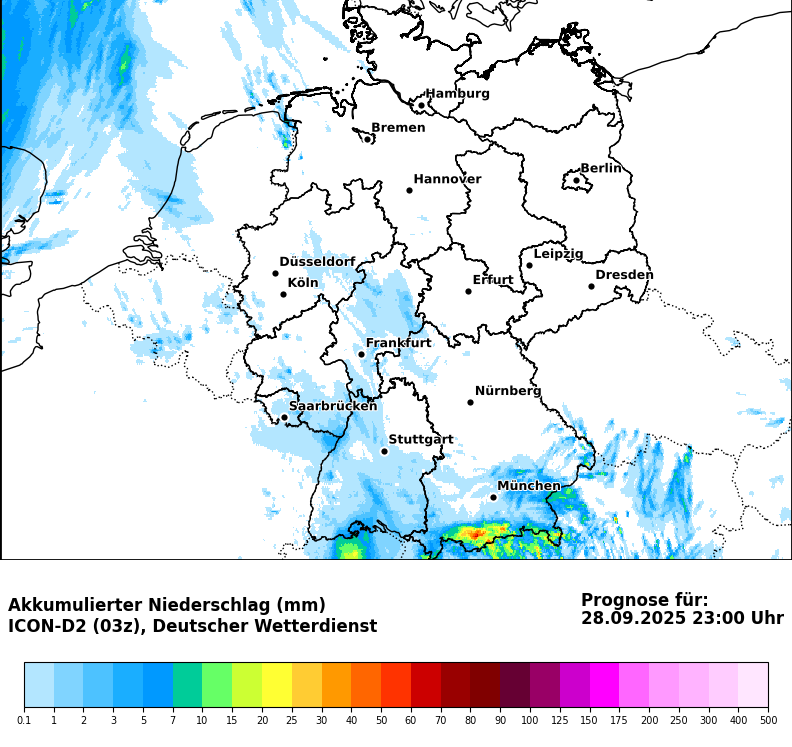 Hamburg
Bremen
Berlin
Hannover
Leipzig
Düsseldorf
Dresden
Köln
Erfurt
Frankfurt
Nürnberg
Saarbrücken
Stuttgart
München
Akkumulierter Niederschlag (mm)
ICON-D2 (03z), Deutscher Wetterdienst
Prognose für:
28.09.2025 23:00 Uhr
0.1 1 2 3 5 7 10 15 20 25 30 40 50 60 70 80 90 100 125 150 175 200 250 300 400 500